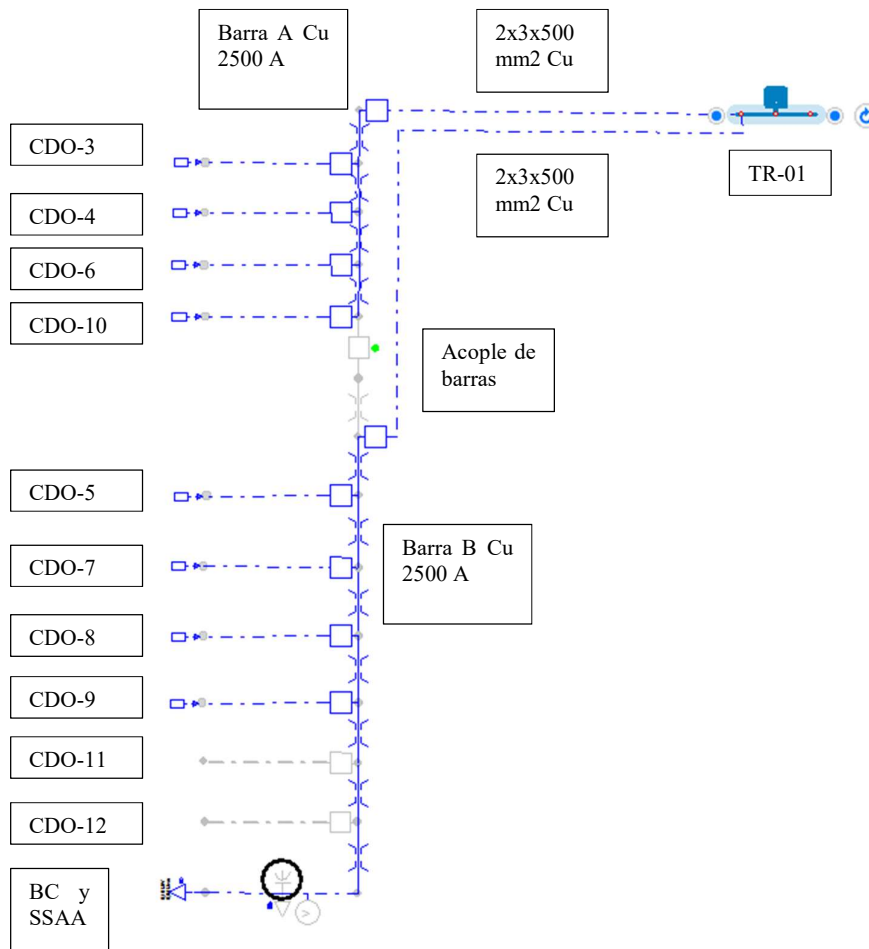 Barra A Cu
2500 A
2x3x500
mm2 Cu
CDO-3
TR-01
2x3x500
mm2 Cu
CDO-4
CDO-6
CDO-10
Acople de
barras
CDO-5
Barra B Cu
2500 A
CDO-7
CDO-8
CDO-9
CDO-11
CDO-12
BC y
SSAA